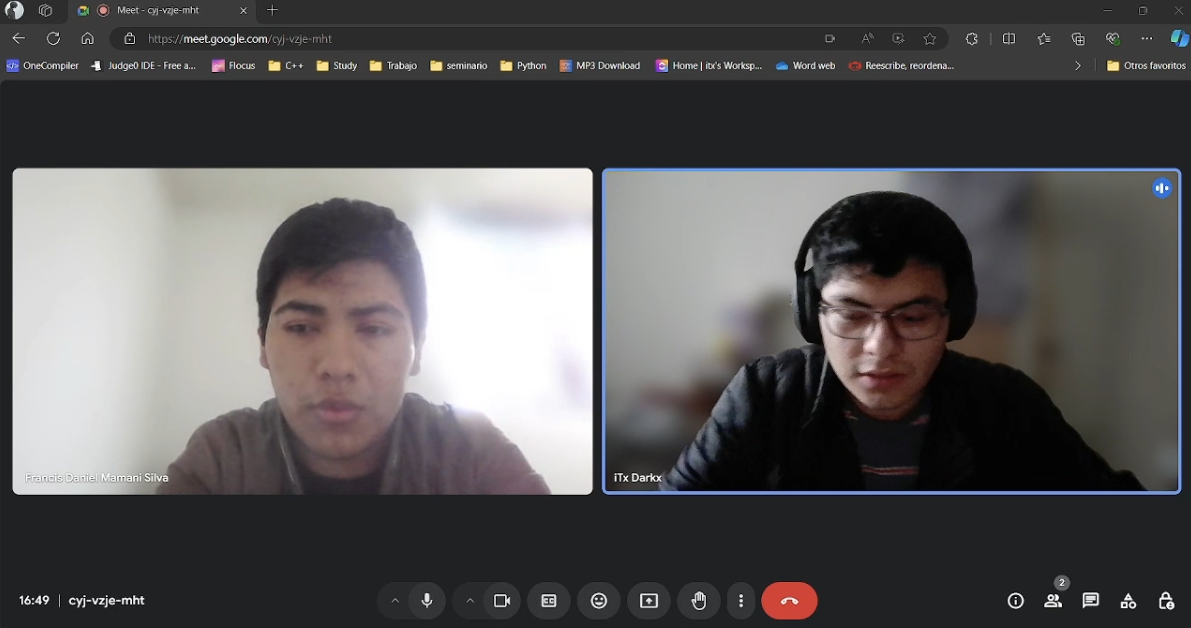 Meet - cyj-vzje-mht
https://meet.google.com/cyj-vzje-mht
OneCompiler
Judge0 IDE - Free a...
Flocus
C++
Study
Trabajo
seminario
Python
MP3 Download
Home | itx's Worksp...
Word web
Reescribe, reordena...
Otros favoritos
Francis Daniel Mamani Silva
iTx Darkx
16:49 | cyj-vzje-mht
CC
2